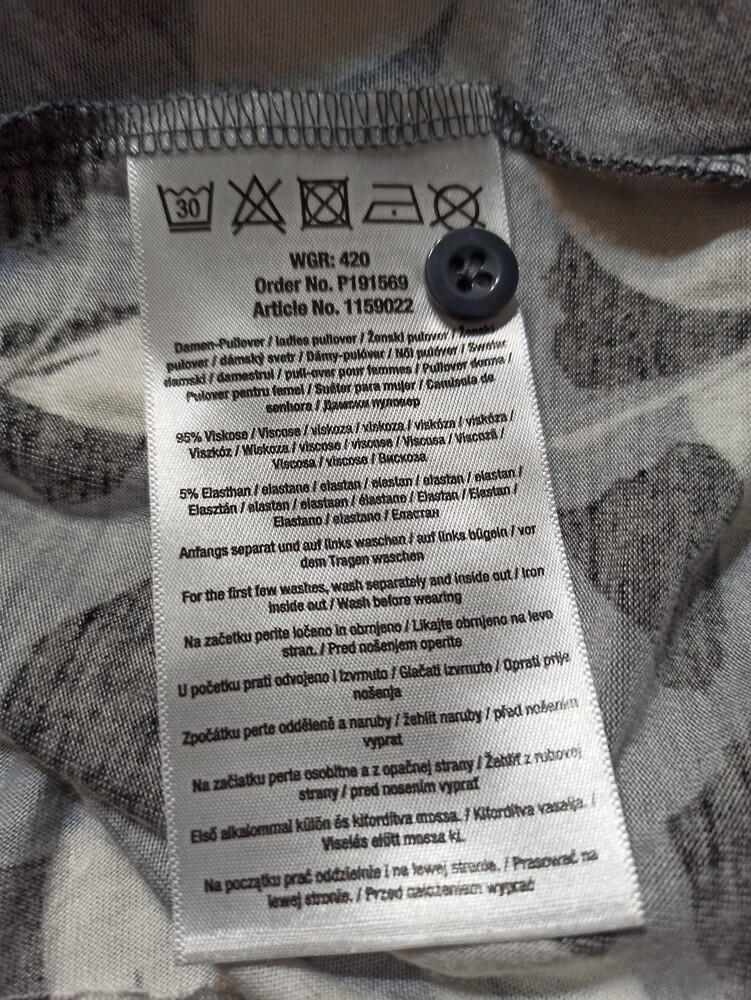 30
WGR: 420
Order No. P191569
Article No. 1159022
Damen-Pullover / ladies pullover / Ženski pulover / ženski
pulover / dámský svetr / Dámy-pulóver / Női pulóver / Sweter
damski / damestrui / pull-over pour femmes / Pullover donna /
Pulover pentru femei / Suéter para mujer / Camisola de
senhora / Дамски пуловер
95% Viskose / Viscose / viskoza / viskoza / viskóza / viskóza /
Viszkóz / Wiskoza / viscose / viscose / Viscosa / Viscoză /
Viscosa / viscose / Вискоза
5% Elasthan / elastane / elastan / elastan / elastan / elastan /
Elasztán / elastan / elastaan / élastane / Elastan / Elastan /
Elastano / elastano / Еластан
Anfangs separat und auf links waschen / auf links bügeln / vor
dem Tragen waschen
For the first few washes, wash separately and inside out / Iron
inside out / Wash before wearing
Na začetku perite ločeno in obrnjeno / Likajte obrnjeno na levo
stran. / Pred nošenjem operite
U početku prati odvojeno i izvrnuto / Glačati izvrnuto / Oprati prije
nošenja
Zpočátku perte odděleně a naruby / žehlit naruby / před nošením
vyprat
Na začiatku perte osobitne a z opačnej strany / Žehliť z rubovej
strany / pred nosením vyprať
Első alkalommal külön és kifordítva mossa. / Kifordítva vasalja. /
Viselés előtt mossa ki.
Na początku prać oddzielnie i na lewej stronie. / Prasować na
lewej stronie. / Przed założeniem wyprać